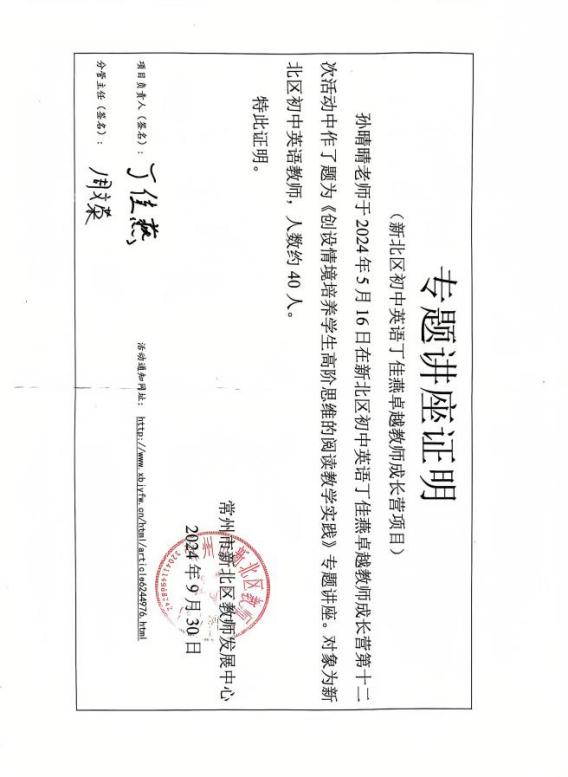 专题讲座证明
（新北区初中英语丁佳燕卓越教师成长营项目）
孙晴晴老师于2024年5月16日在新北区初中英语丁佳燕卓越教师成长营第十二
次活动中作了题为《创设情境培养学生高阶思维的阅读教学实践》专题讲座。对象为新
北区初中英语教师，人数约40人。
特此证明。
常州市新北区教师发展中心
2024年9月30日
项目负责人（签名）：丁佳燕
活动通知网址：http://www.xbjyfw.cn/html/article6244976.html
分管主任（签名）：